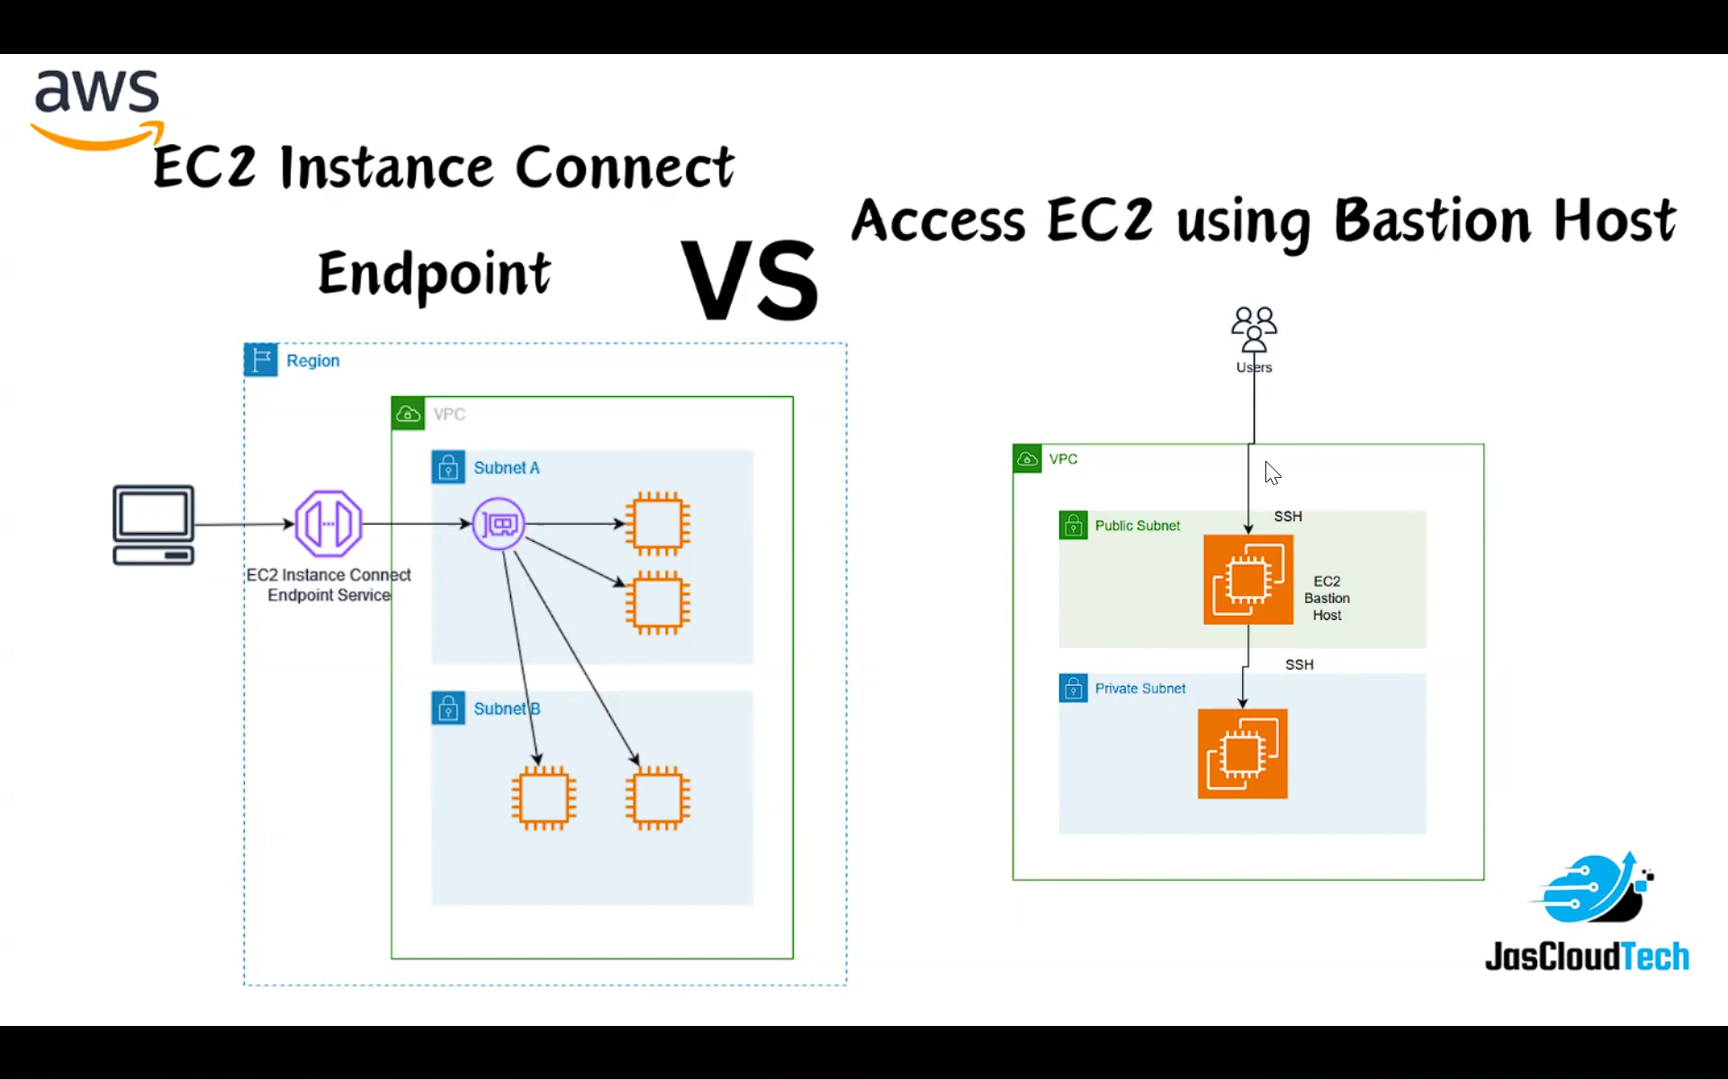 aws
EC2 Instance Connect
Endpoint
VS
Access EC2 using Bastion Host
Region
VPC
Subnet A
EC2 Instance Connect
Endpoint Service
Subnet B
Users
VPC
SSH
Public Subnet
EC2
Bastion
Host
SSH
Private Subnet
JasCloudTech